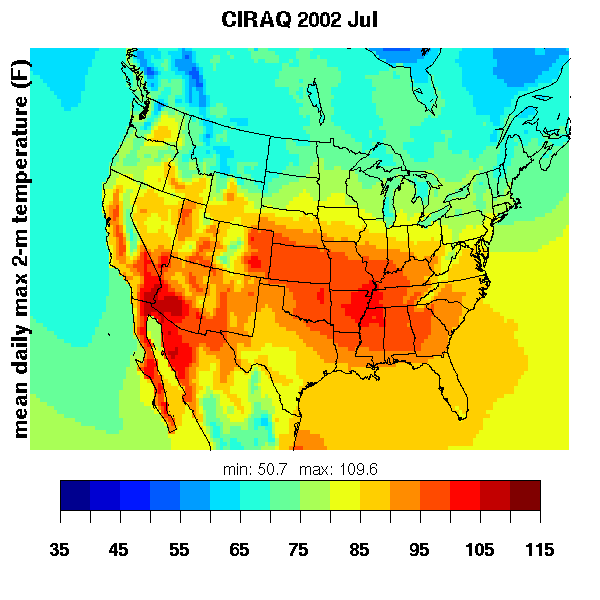 CIRAQ 2002 Jul
mean daily max 2-m temperature (F)
min: 50.7 max: 109.6
35 45 55 65 75 85 95 105 115